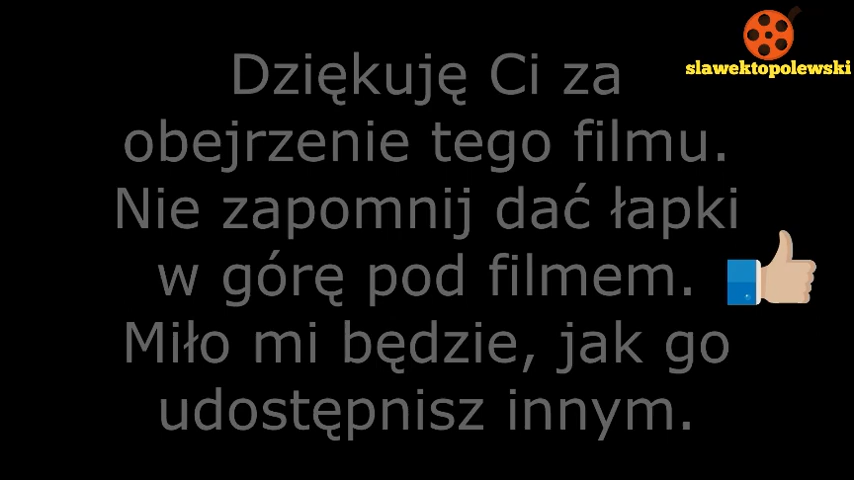 slawektopolewski
Dziękuję Ci za
obejrzenie tego filmu.
Nie zapomnij dać łapki
w górę pod filmem.
Miło mi będzie, jak go
udostępnisz innym.